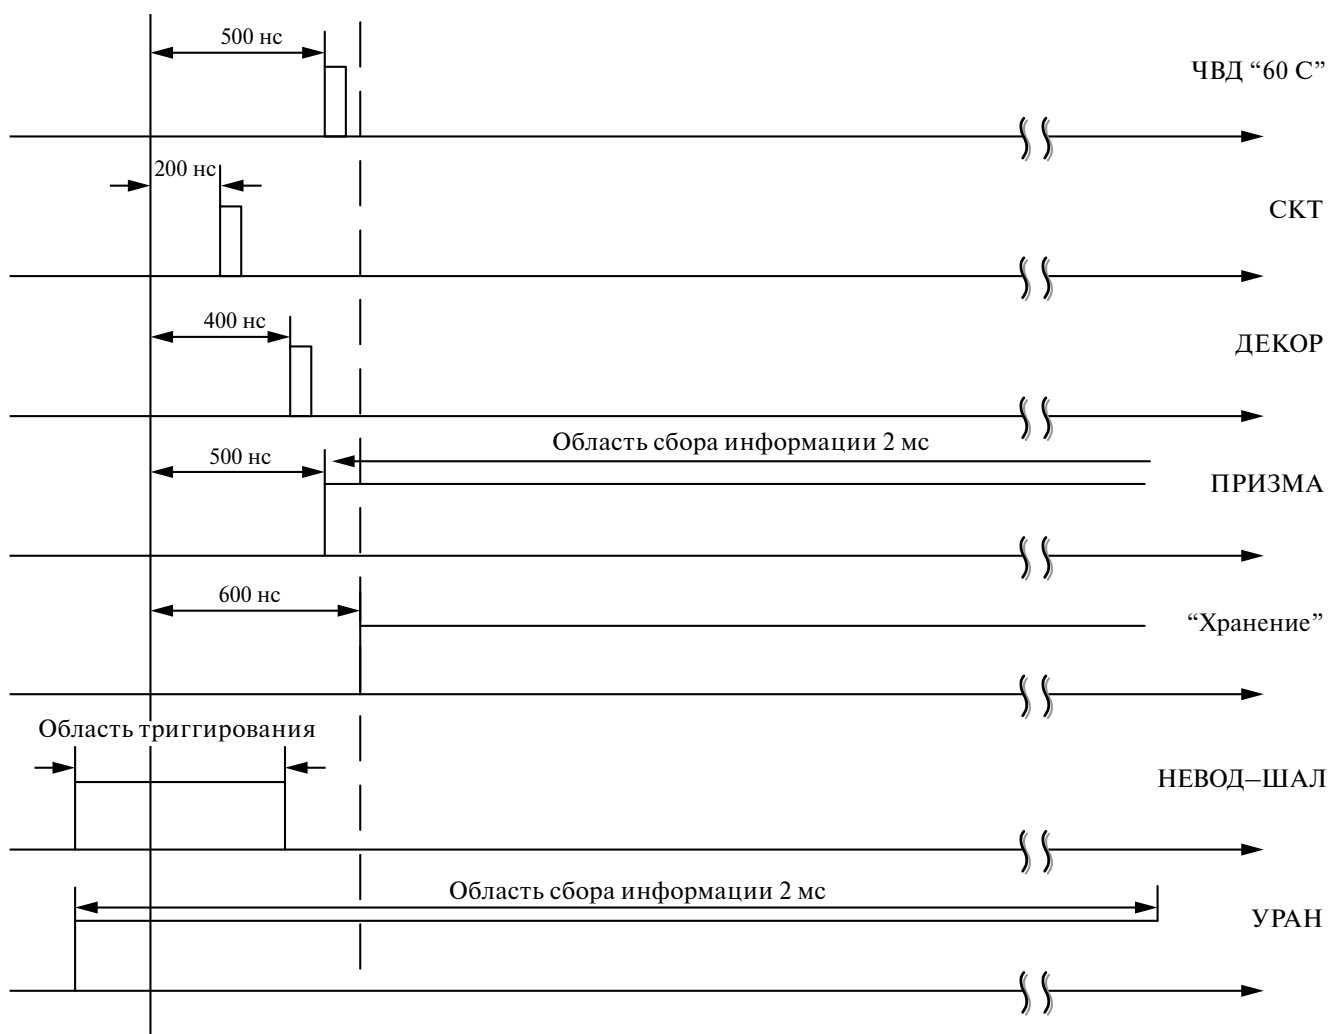 500 нс
ЧВД “60 С”
200 нс
СКТ
400 нс
ДЕКОР
Область сбора информации 2 мс
500 нс
ПРИЗМА
600 нс
“Хранение”
Область триггирования
НЕВОД–ШАЛ
Область сбора информации 2 мс
УРАН